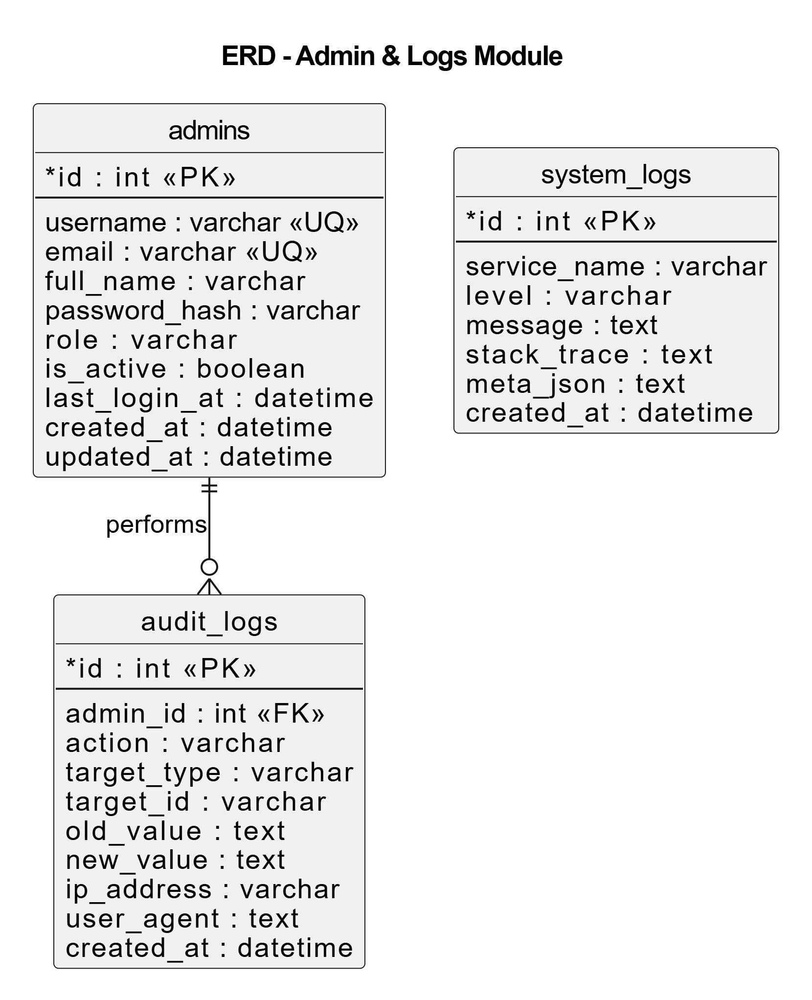 ERD - Admin & Logs Module
admins
*id : int «PK»
username : varchar «UQ»
email : varchar «UQ»
full_name : varchar
password_hash : varchar
role : varchar
is_active : boolean
last_login_at : datetime
created_at : datetime
updated_at : datetime
system_logs
*id : int «PK»
service_name : varchar
level : varchar
message : text
stack_trace : text
meta_json : text
created_at : datetime
performs
audit_logs
*id : int «PK»
admin_id : int «FK»
action : varchar
target_type : varchar
target_id : varchar
old_value : text
new_value : text
ip_address : varchar
user_agent : text
created_at : datetime